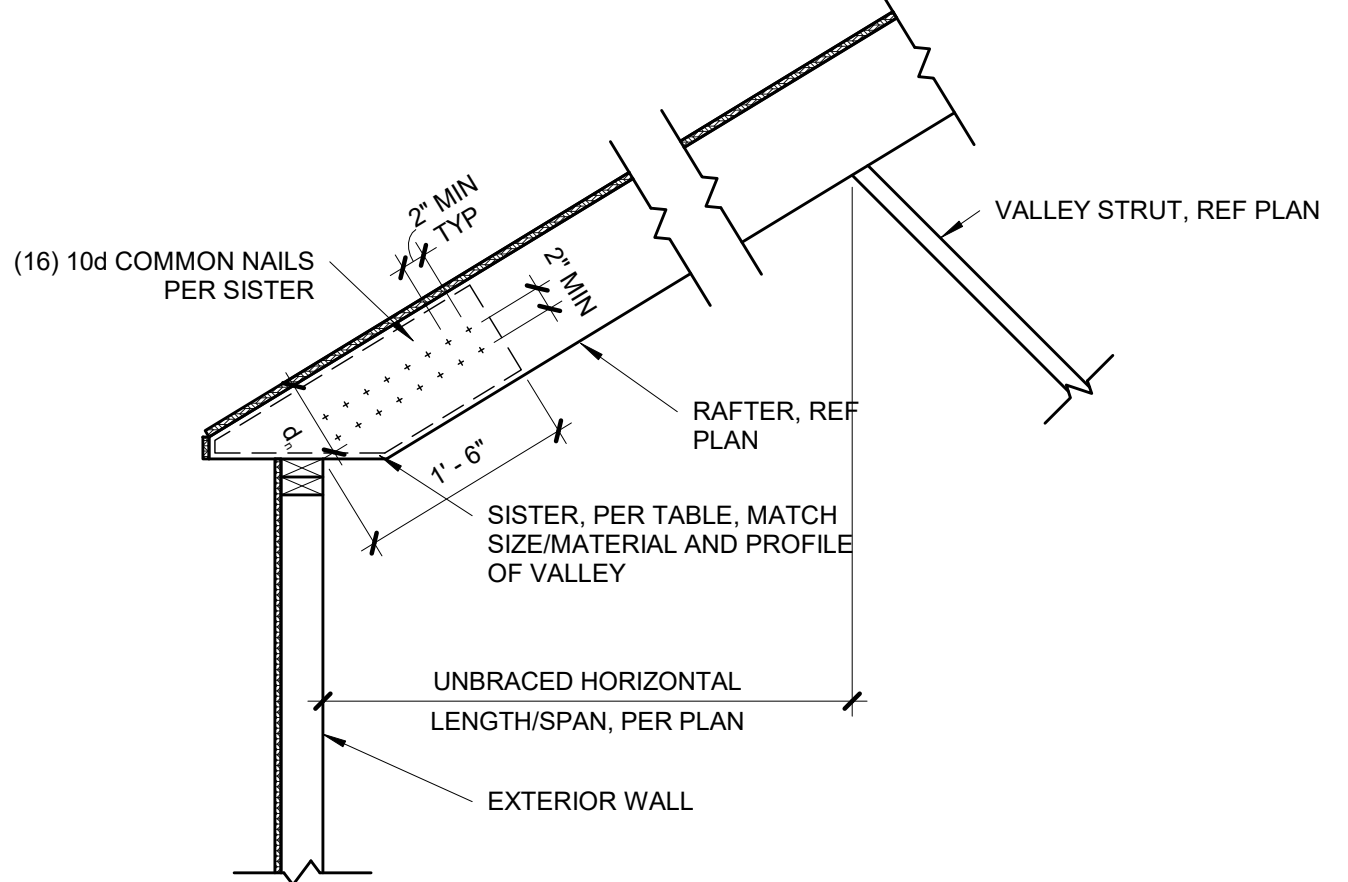 2" MIN
TYP
(16) 10d COMMON NAILS
PER SISTER
2" MIN
VALLEY STRUT, REF PLAN
RAFTER, REF
PLAN
dn
1' - 6"
SISTER, PER TABLE, MATCH
SIZE/MATERIAL AND PROFILE
OF VALLEY
UNBRACED HORIZONTAL
LENGTH/SPAN, PER PLAN
EXTERIOR WALL